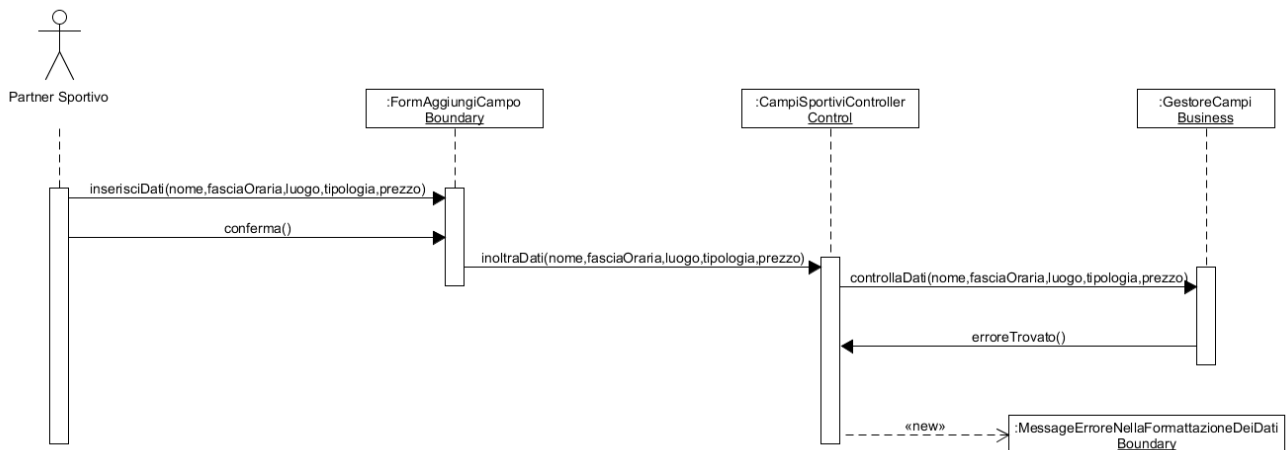 Partner Sportivo
:FormAggiungiCampo
Boundary
:CampiSportiviController
Control
:GestoreCampi
Business
inserisciDati(nome,fasciaOraria,luogo,tipologia,prezzo)
conferma()
inoltraDati(nome,fasciaOraria,luogo,tipologia,prezzo)
controllaDati(nome,fasciaOraria,luogo,tipologia,prezzo)
erroreTrovato()
«new»
:MessageErroreNellaFormattazioneDeiDati
Boundary